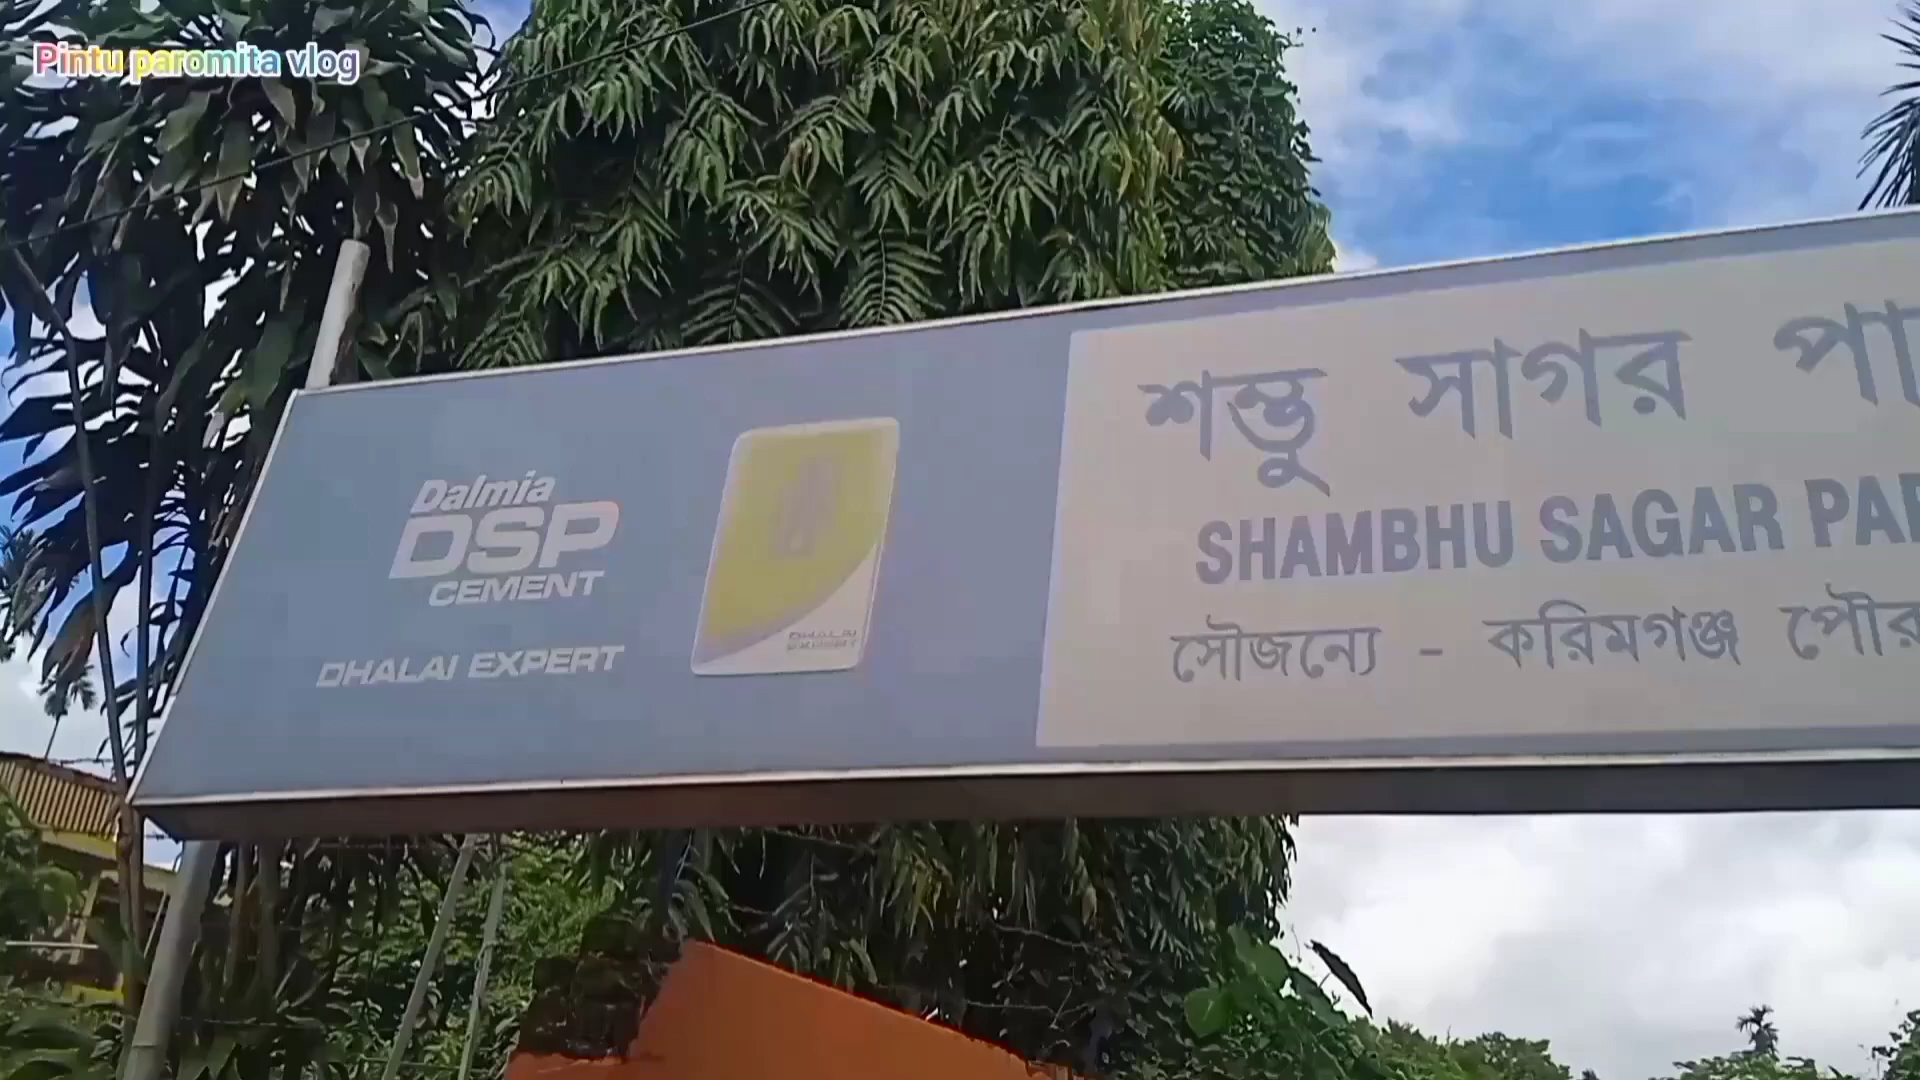 Pintu paromita vlog
Dalmia
DSP
CEMENT
DHALAI EXPERT
DHALAI
EXPERT
শম্ভু সাগর
SHAMBHU SAGAR
সৌজন্যে - করিমগঞ্জ